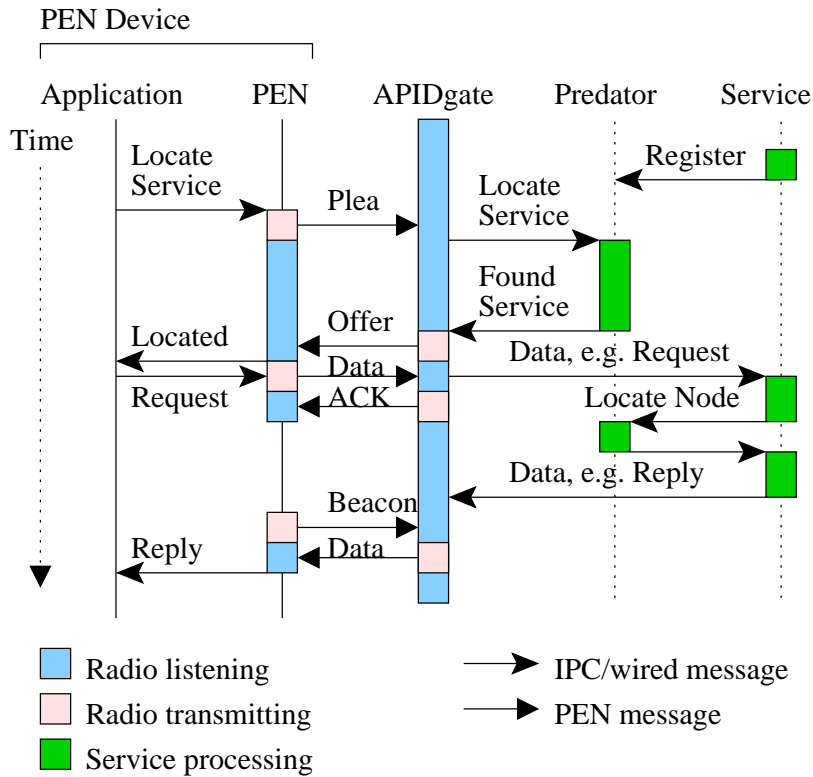 PEN Device
Application
PEN
APIDgate
Predator
Service
Time
Locate
Service
Register
Plea
Locate
Service
Found
Service
Offer
Located
Data
Data, e.g. Request
Request
ACK
Locate Node
Data, e.g. Reply
Beacon
Reply
Data
Radio listening
IPC/wired message
Radio transmitting
PEN message
Service processing